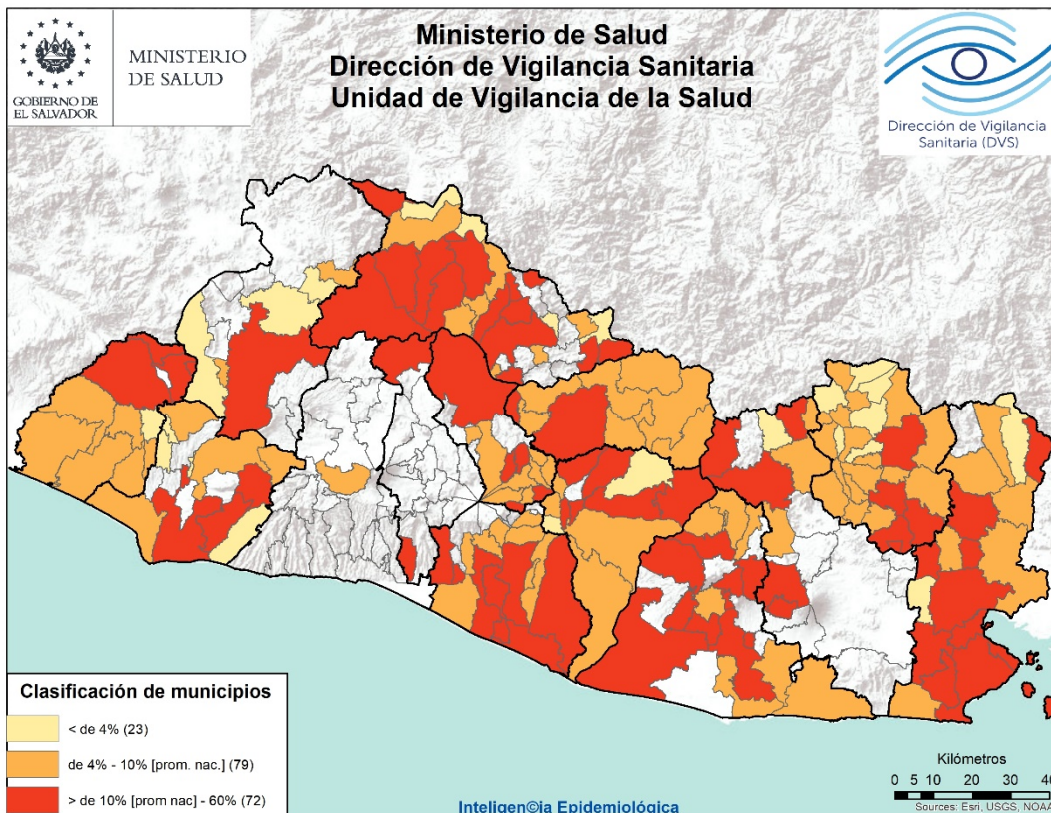 GOBIERNO DE
EL SALVADOR
MINISTERIO
DE SALUD
Ministerio de Salud
Dirección de Vigilancia Sanitaria
Unidad de Vigilancia de la Salud
Dirección de Vigilancia
Sanitaria (DVS)
Clasificación de municipios
< de 4% (23)
de 4% - 10% [prom. nac.] (79)
> de 10% [prom nac] - 60% (72)
Inteligen©ia Epidemiológica
Kilómetros
0 5 10 20 30 40
Sources: Esri, USGS, NOAA